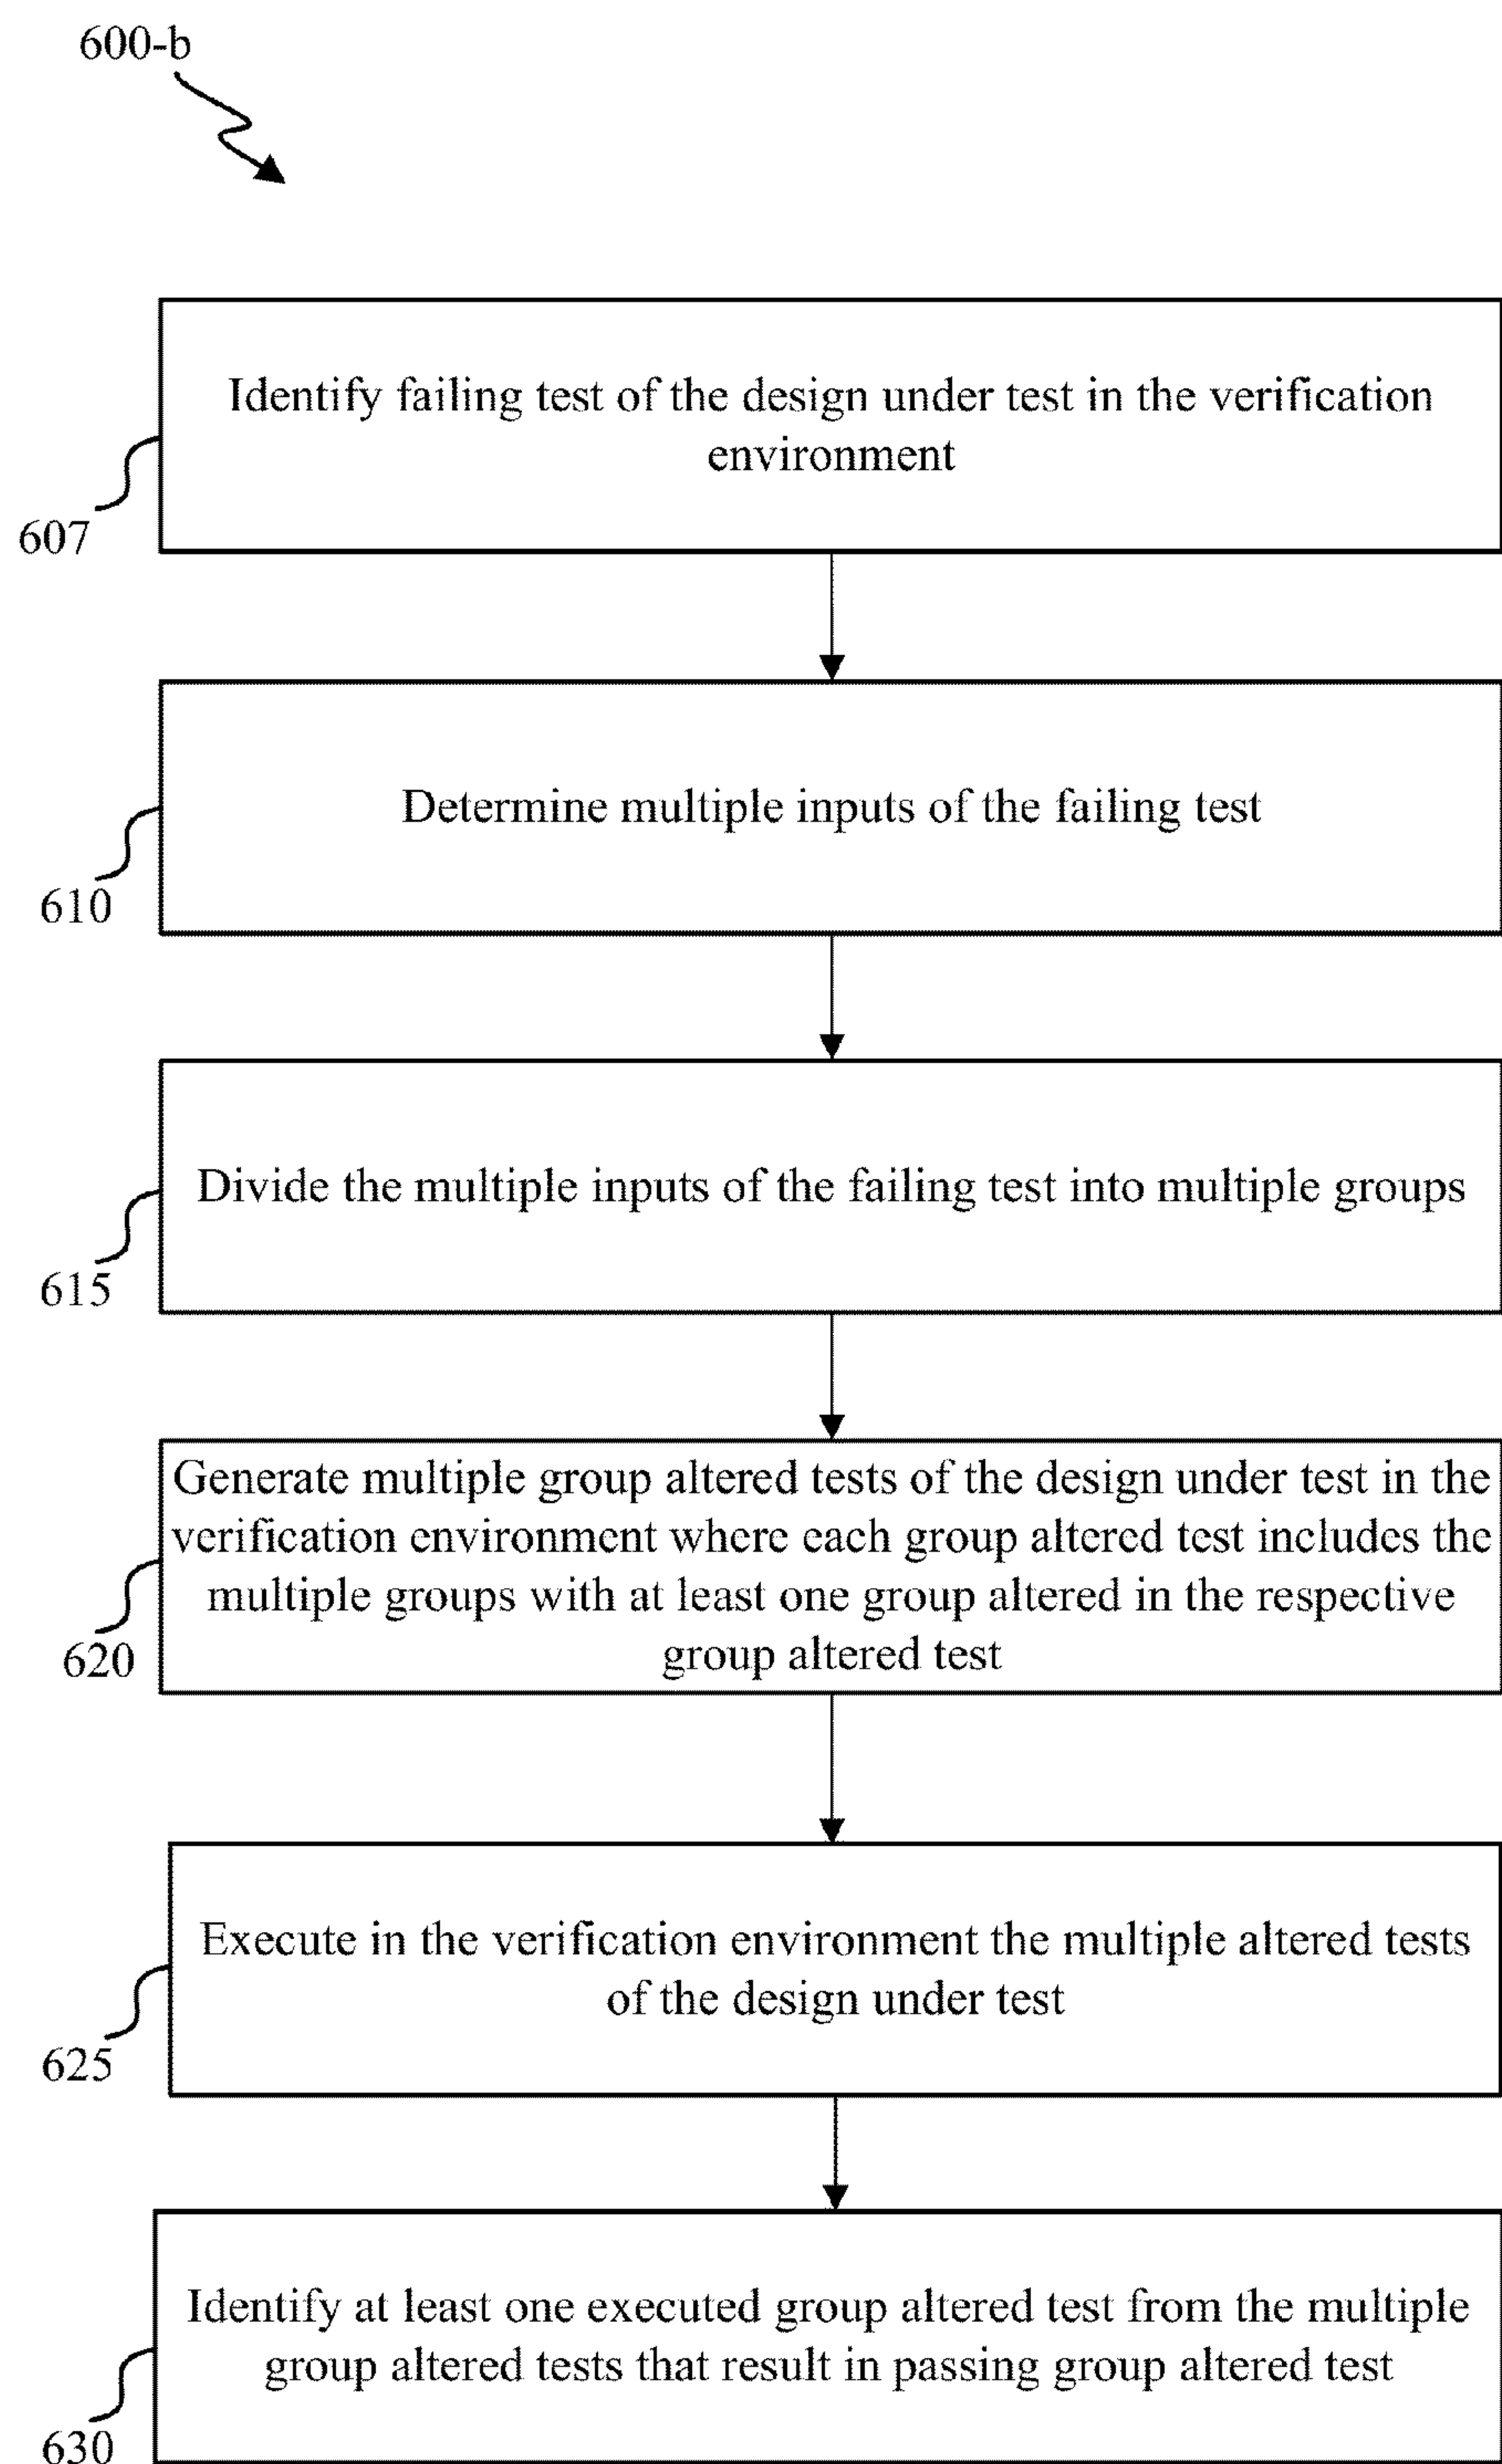 600-b
Identify failing test of the design under test in the verification
environment
607
Determine multiple inputs of the failing test
610
Divide the multiple inputs of the failing test into multiple groups
615
Generate multiple group altered tests of the design under test in the
verification environment where each group altered test includes the
multiple groups with at least one group altered in the respective
group altered test
620
Execute in the verification environment the multiple altered tests
of the design under test
625
Identify at least one executed group altered test from the multiple
group altered tests that result in passing group altered test
630